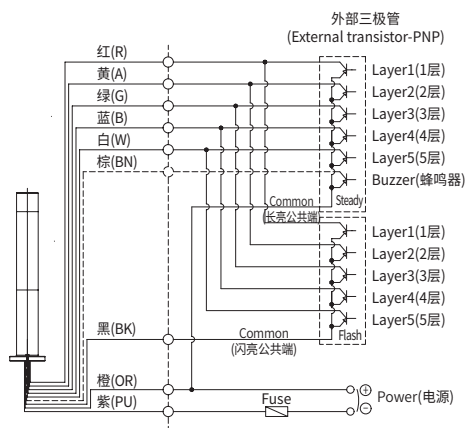 外部三极管
(External transistor-PNP)
红(R)
黄(A)
绿(G)
蓝(B)
白(W)
棕(BN)
Layer1(1层)
Layer2(2层)
Layer3(3层)
Layer4(4层)
Layer5(5层)
Buzzer(蜂鸣器)
Common
(长亮公共端)
Steady
Layer1(1层)
Layer2(2层)
Layer3(3层)
Layer4(4层)
Layer5(5层)
黑(BK)
Common
(闪亮公共端)
Flash
橙(OR)
紫(PU)
Fuse
Power(电源)